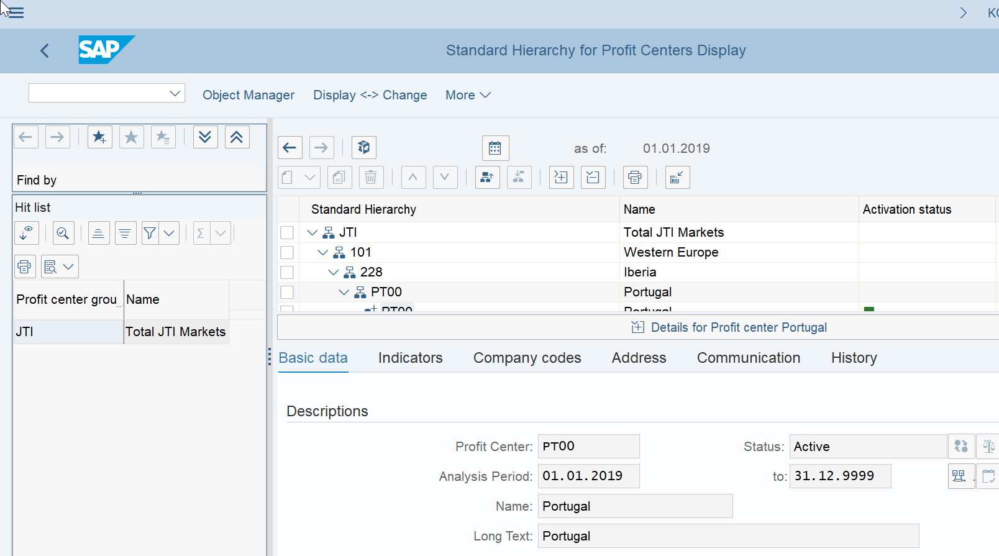 SAP
Standard Hierarchy for Profit Centers Display
Object Manager
Display <-> Change
More
Find by
as of:
01.01.2019
Hit list
Standard Hierarchy
Name
Activation status
JTI
Total JTI Markets
101
Western Europe
228
Iberia
PT00
Portugal
PT00
Portugal
Profit center grou...
Name
JTI
Total JTI Markets
Details for Profit center Portugal
Basic data
Indicators
Company codes
Address
Communication
History
Descriptions
Profit Center:
PT00
Status:
Active
Analysis Period:
01.01.2019
to:
31.12.9999
Name:
Portugal
Long Text:
Portugal